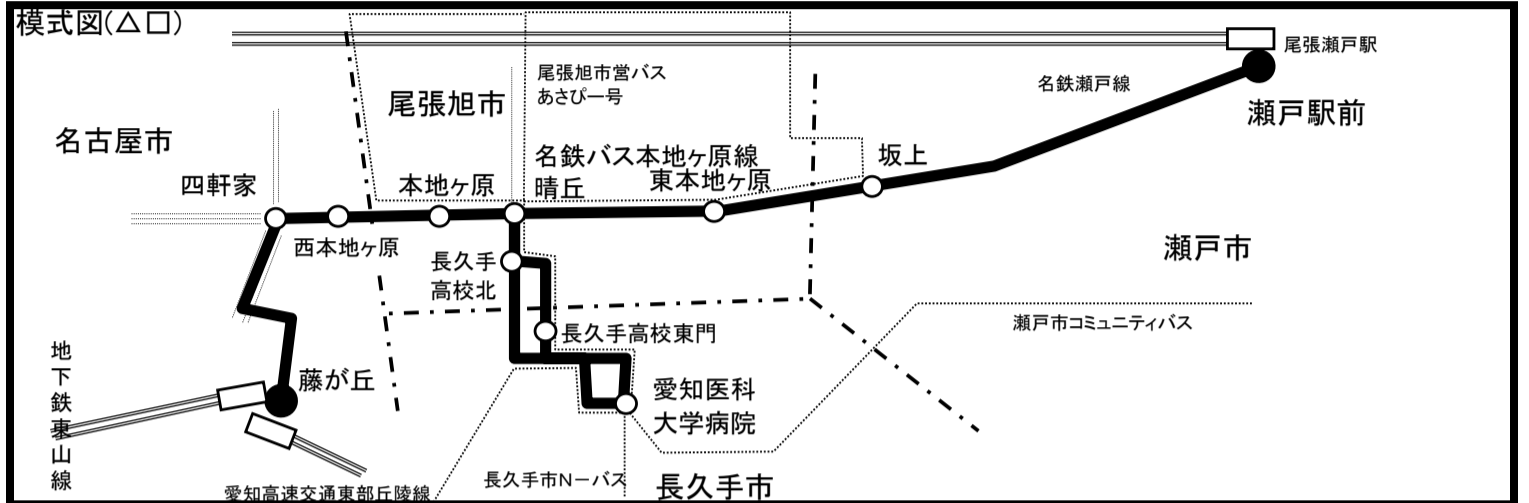 模式図(△□)
尾張瀬戸駅
名鉄瀬戸線
瀬戸駅前
尾張旭市営バス
あさぴー号
尾張旭市
名古屋市
名鉄バス本地ヶ原線
坂上
四軒家
本地ヶ原
晴丘
東本地ヶ原
西本地ヶ原
瀬戸市
長久手
高校北
長久手高校東門
瀬戸市コミュニティバス
地下鉄東山線
藤が丘
愛知医科
大学病院
愛知高速交通東部丘陵線
長久手市N-バス
長久手市